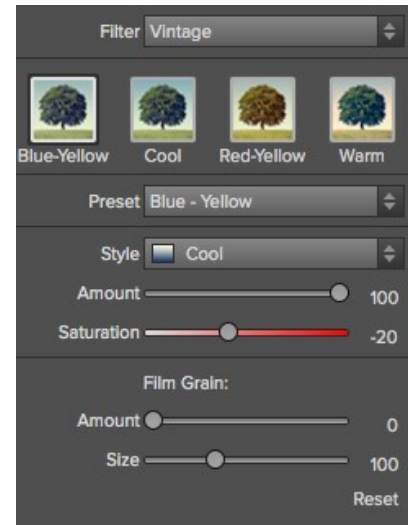 Filter Vintage
Blue-Yellow Cool Red-Yellow Warm
Preset Blue - Yellow
Style Cool
Amount 100
Saturation -20
Film Grain:
Amount 0
Size 100
Reset